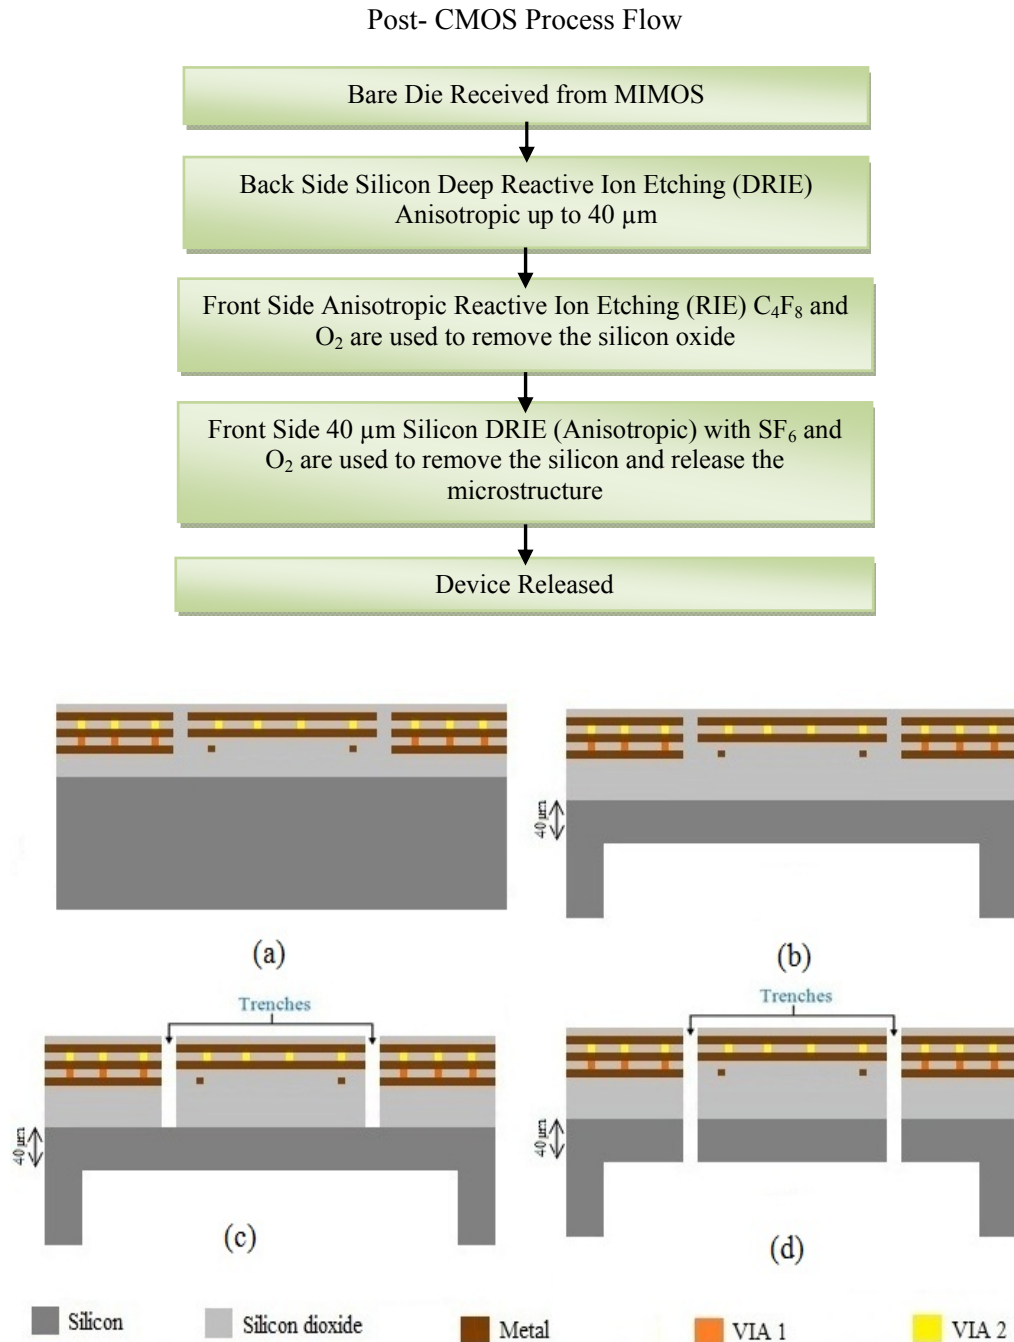 Post- CMOS Process Flow
Bare Die Received from MIMOS
Back Side Silicon Deep Reactive Ion Etching (DRIE)
Anisotropic up to 40 µm
Front Side Anisotropic Reactive Ion Etching (RIE) C₄F₈ and
O₂ are used to remove the silicon oxide
Front Side 40 µm Silicon DRIE (Anisotropic) with SF₆ and
O₂ are used to remove the silicon and release the
microstructure
Device Released
40 µm
(a)
(b)
Trenches
Trenches
40 µm
40 µm
(c)
(d)
Silicon
Silicon dioxide
Metal
VIA 1
VIA 2